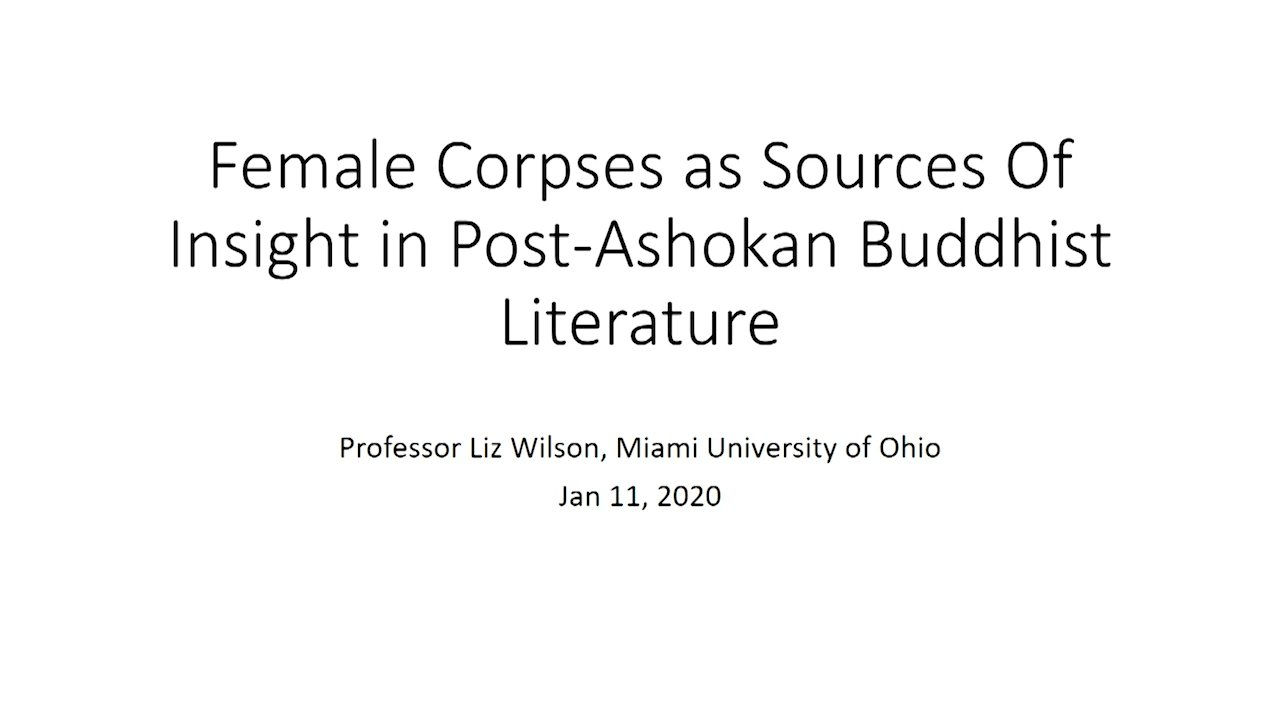 Female Corpses as Sources Of
Insight in Post-Ashokan Buddhist
Literature
Professor Liz Wilson, Miami University of Ohio
Jan 11, 2020